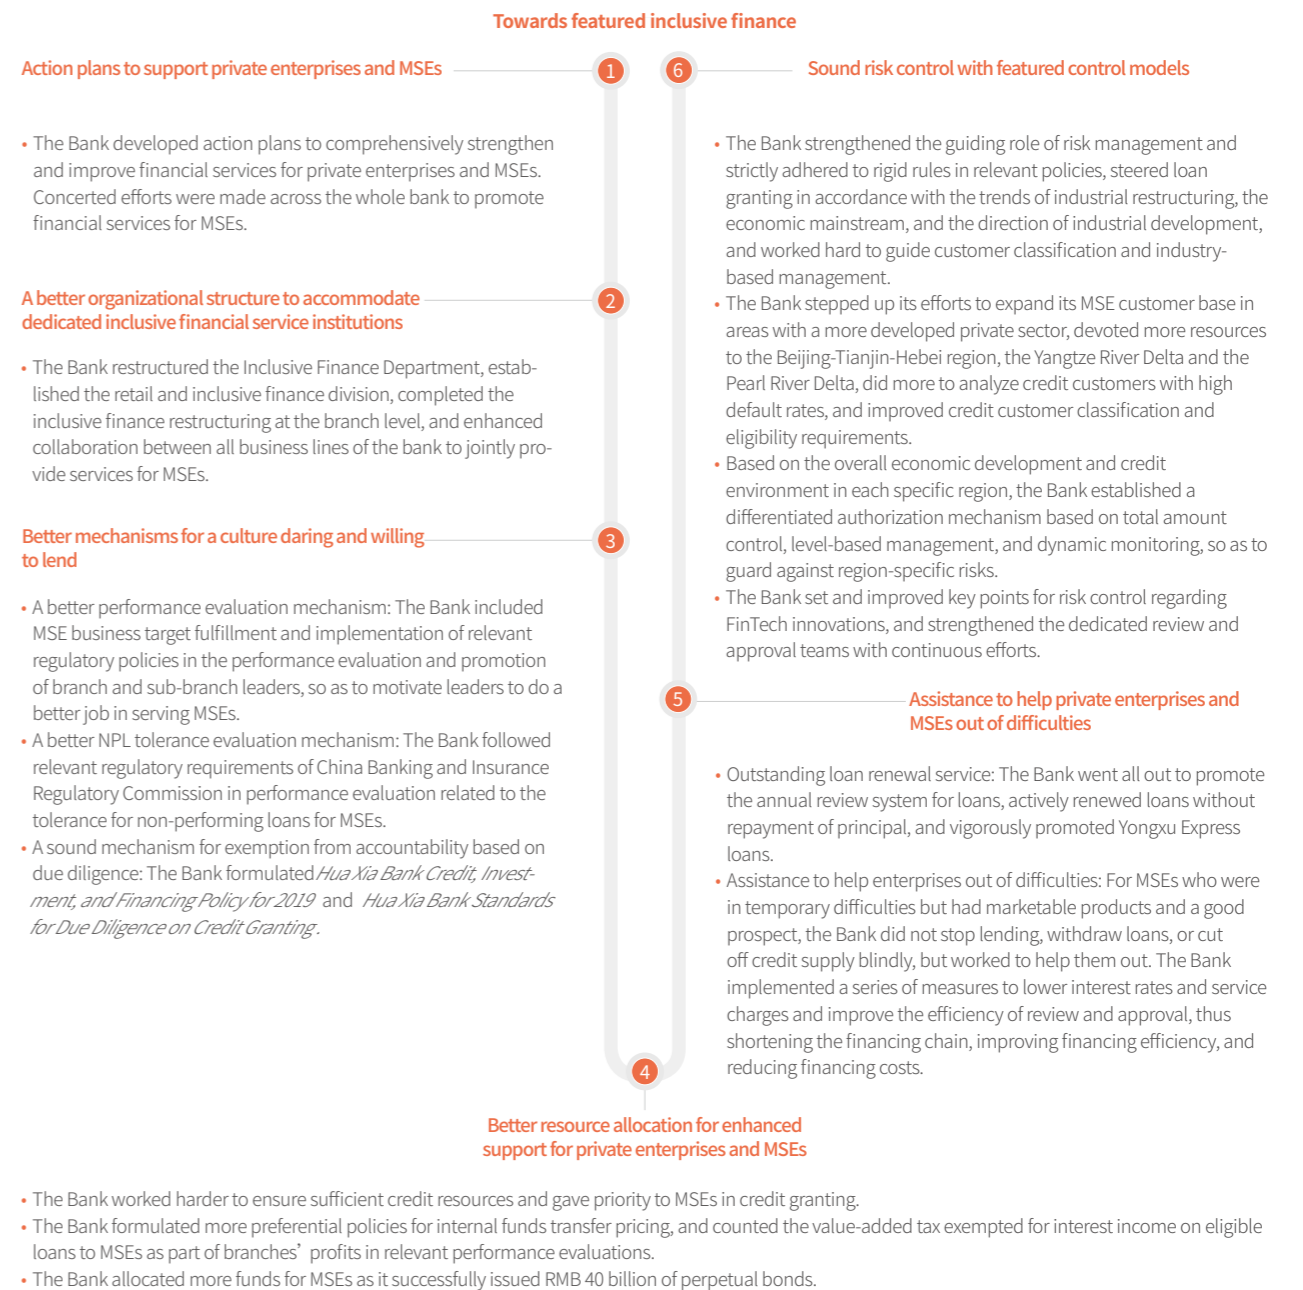 Towards featured inclusive finance
1
Action plans to support private enterprises and MSEs
• The Bank developed action plans to comprehensively strengthen
and improve financial services for private enterprises and MSEs.
Concerted efforts were made across the whole bank to promote
financial services for MSEs.
2
A better organizational structure to accommodate
dedicated inclusive financial service institutions
• The Bank restructured the Inclusive Finance Department, estab-
lished the retail and inclusive finance division, completed the
inclusive finance restructuring at the branch level, and enhanced
collaboration between all business lines of the bank to jointly pro-
vide services for MSEs.
3
Better mechanisms for a culture daring and willing
to lend
• A better performance evaluation mechanism: The Bank included
MSE business target fulfillment and implementation of relevant
regulatory policies in the performance evaluation and promotion
of branch and sub-branch leaders, so as to motivate leaders to do a
better job in serving MSEs.
• A better NPL tolerance evaluation mechanism: The Bank followed
relevant regulatory requirements of China Banking and Insurance
Regulatory Commission in performance evaluation related to the
tolerance for non-performing loans for MSEs.
• A sound mechanism for exemption from accountability based on
due diligence: The Bank formulated Hua Xia Bank Credit, Invest-
ment, and Financing Policy for 2019 and Hua Xia Bank Standards
for Due Diligence on Credit Granting.
4
Better resource allocation for enhanced
support for private enterprises and MSEs
• The Bank worked harder to ensure sufficient credit resources and gave priority to MSEs in credit granting.
• The Bank formulated more preferential policies for internal funds transfer pricing, and counted the value-added tax exempted for interest income on eligible
loans to MSEs as part of branches’ profits in relevant performance evaluations.
• The Bank allocated more funds for MSEs as it successfully issued RMB 40 billion of perpetual bonds.
5
Assistance to help private enterprises and
MSEs out of difficulties
• Outstanding loan renewal service: The Bank went all out to promote
the annual review system for loans, actively renewed loans without
repayment of principal, and vigorously promoted Yongxu Express
loans.
• Assistance to help enterprises out of difficulties: For MSEs who were
in temporary difficulties but had marketable products and a good
prospect, the Bank did not stop lending, withdraw loans, or cut
off credit supply blindly, but worked to help them out. The Bank
implemented a series of measures to lower interest rates and service
charges and improve the efficiency of review and approval, thus
shortening the financing chain, improving financing efficiency, and
reducing financing costs.
6
Sound risk control with featured control models
• The Bank strengthened the guiding role of risk management and
strictly adhered to rigid rules in relevant policies, steered loan
granting in accordance with the trends of industrial restructuring, the
economic mainstream, and the direction of industrial development,
and worked hard to guide customer classification and industry-
based management.
• The Bank stepped up its efforts to expand its MSE customer base in
areas with a more developed private sector, devoted more resources
to the Beijing-Tianjin-Hebei region, the Yangtze River Delta and the
Pearl River Delta, did more to analyze credit customers with high
default rates, and improved credit customer classification and
eligibility requirements.
• Based on the overall economic development and credit
environment in each specific region, the Bank established a
differentiated authorization mechanism based on total amount
control, level-based management, and dynamic monitoring, so as to
guard against region-specific risks.
• The Bank set and improved key points for risk control regarding
FinTech innovations, and strengthened the dedicated review and
approval teams with continuous efforts.